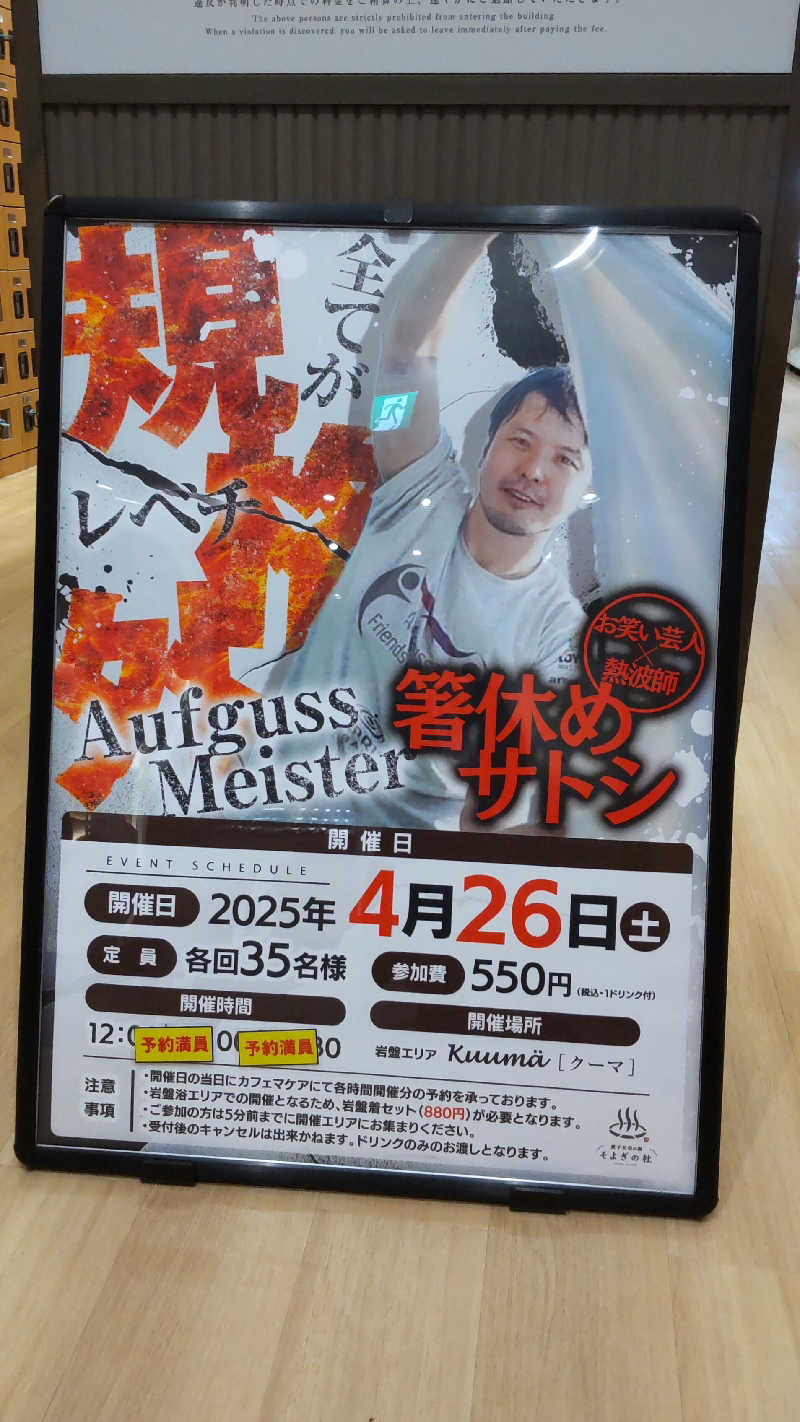 The above persons are strictly prohibited from entering the building.
When a violation is discovered, you will be asked to leave immediately after paying the fee.
全てが
規格外
レベチ
お笑い芸人
×
熱波師
Aufguss
Meister
箸休め
サトシ
開催日
EVENT SCHEDULE
開催日 2025年 4月26日 土
定員 各回35名様
参加費 550円 (税込・1ドリンク付)
開催時間
開催場所
12:0
予約満員
予約満員
30
岩盤エリア Kuumä [クーマ]
注意事項
・開催日の当日にカフェマケアにて各時間開催分の予約を承っております。
・岩盤浴エリアでの開催となるため、岩盤着セット(880円)が必要となります。
・ご参加の方は5分前までに開催エリアにお集まりください。
・受付後のキャンセルは出来かねます。ドリンクのみのお渡しとなります。
そよぎの杜